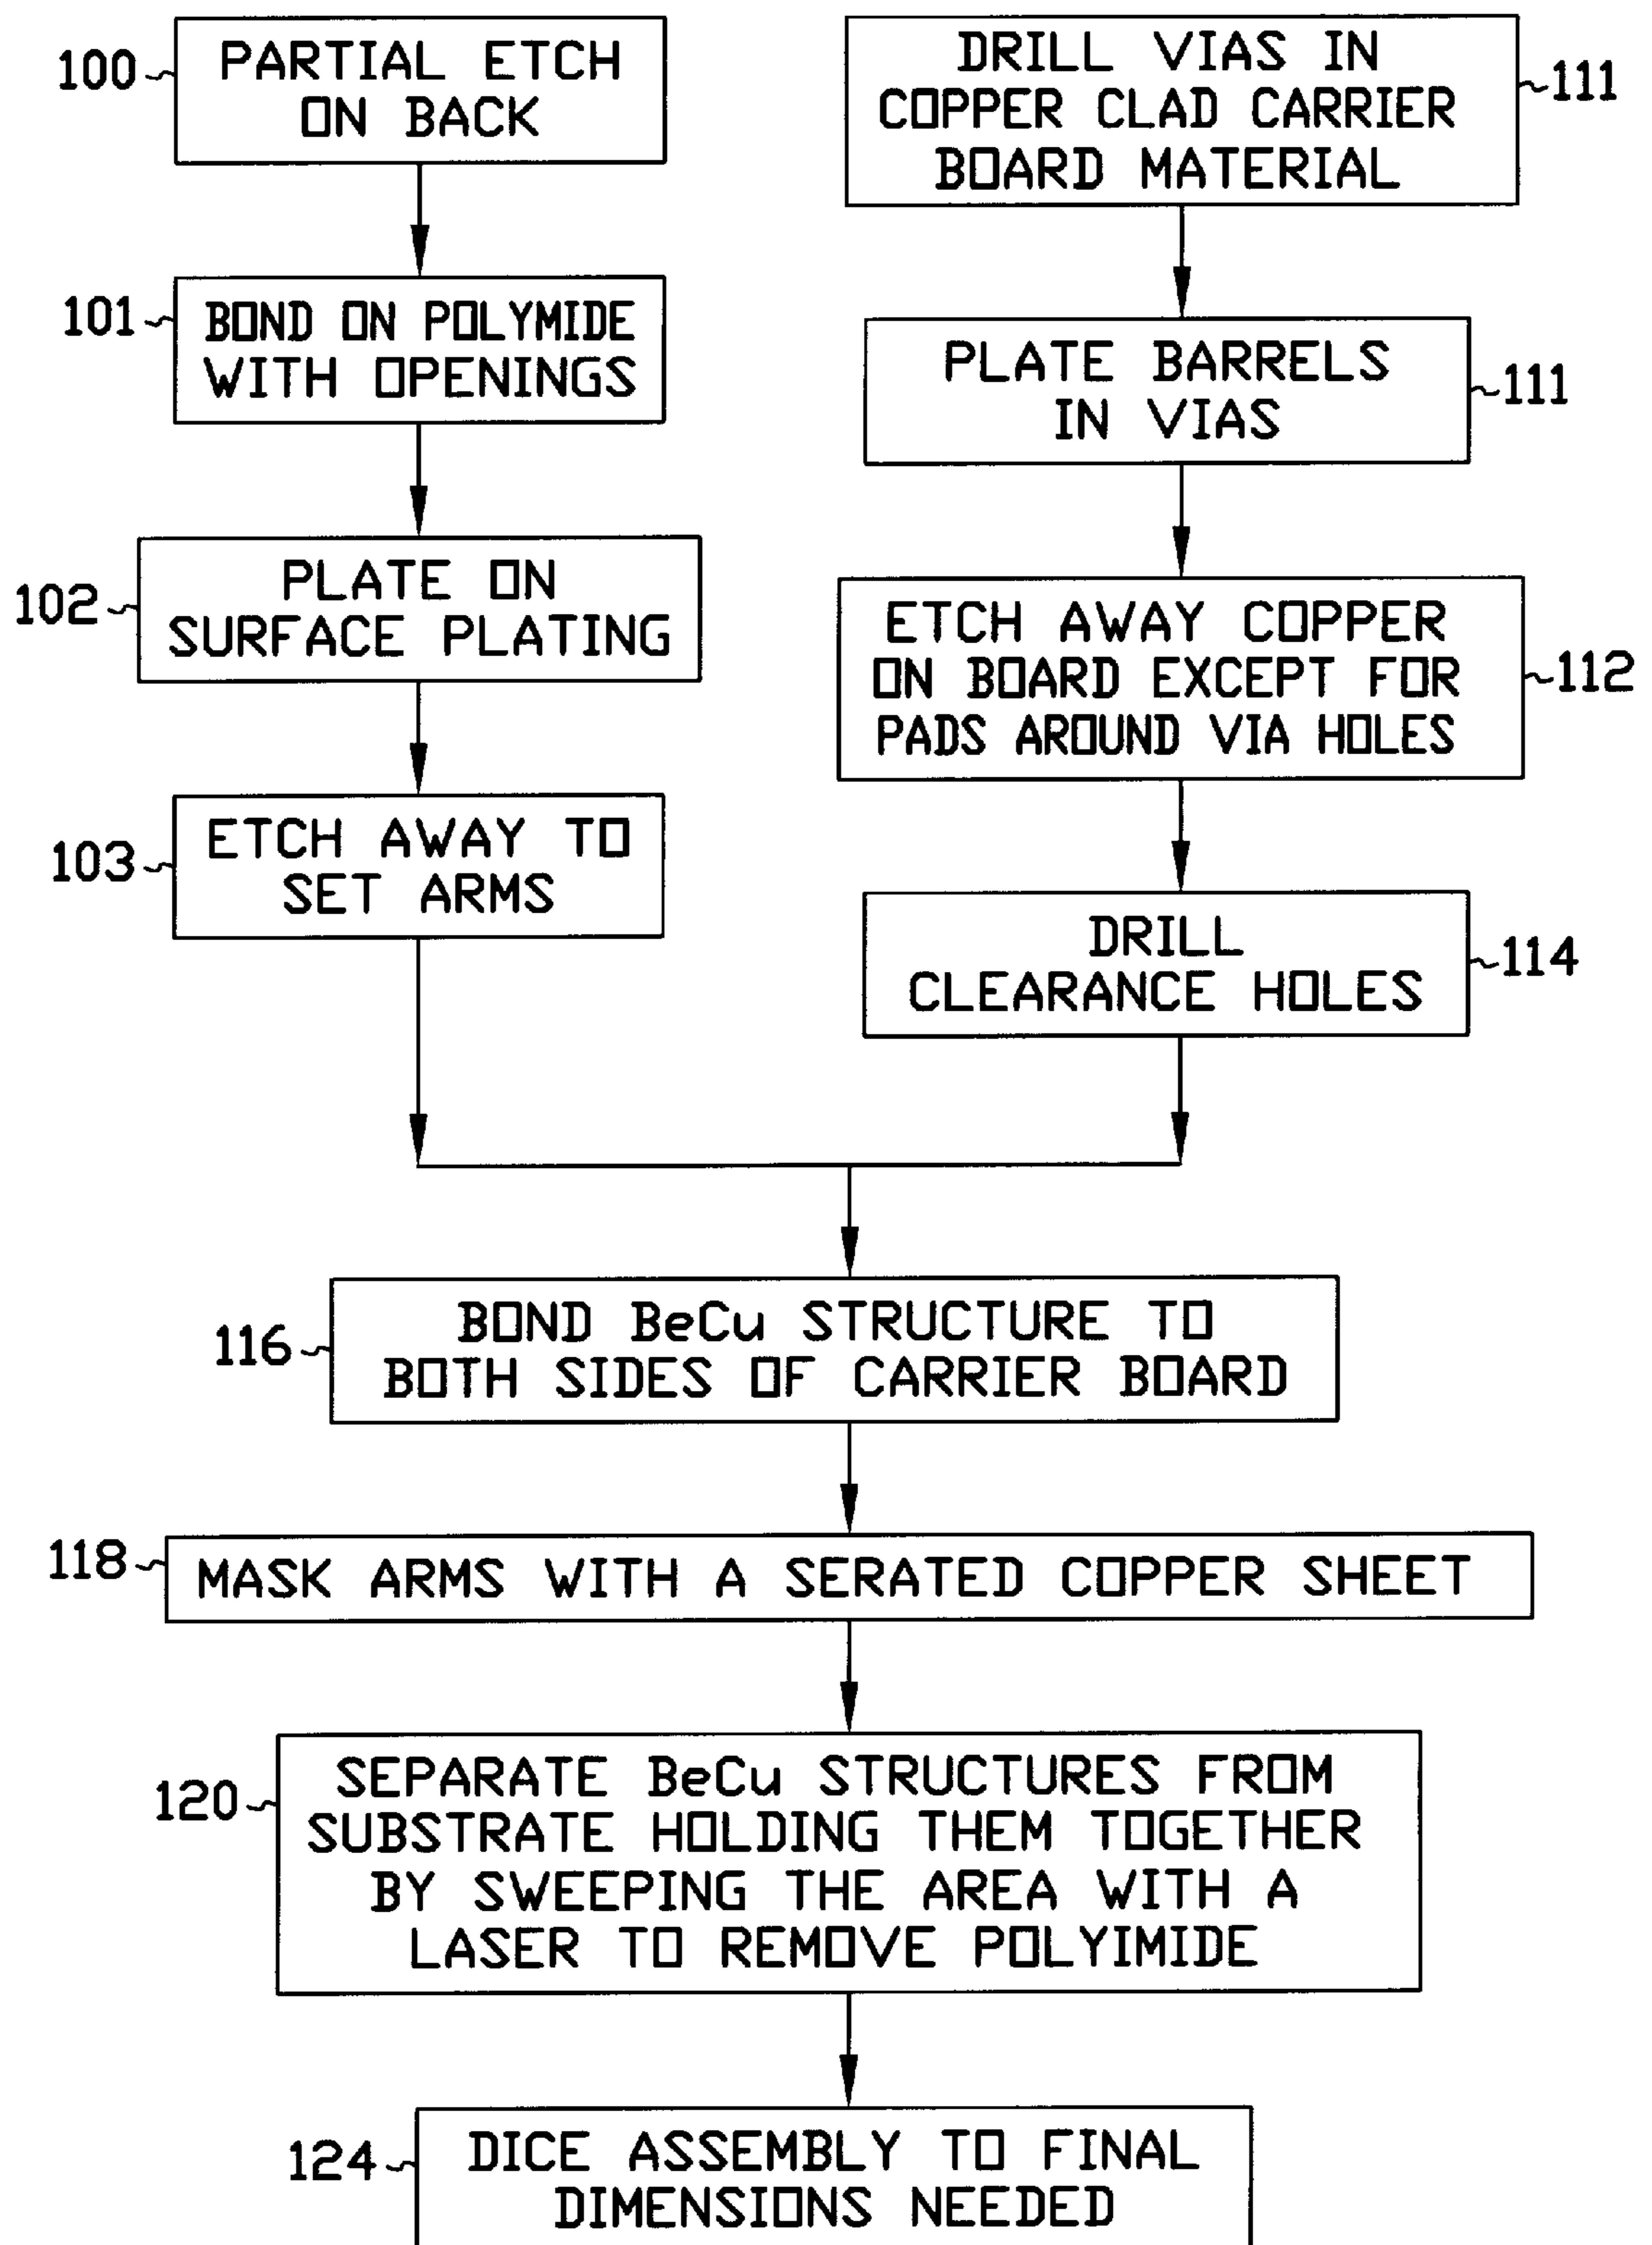 100
PARTIAL ETCH
ON BACK
101
BOND ON POLYMIDE
WITH OPENINGS
102
PLATE ON
SURFACE PLATING
103
ETCH AWAY TO
SET ARMS
DRILL VIAS IN
COPPER CLAD CARRIER
BOARD MATERIAL
111
PLATE BARRELS
IN VIAS
111
ETCH AWAY COPPER
ON BOARD EXCEPT FOR
PADS AROUND VIA HOLES
112
DRILL
CLEARANCE HOLES
114
116
BOND BeCu STRUCTURE TO
BOTH SIDES OF CARRIER BOARD
118
MASK ARMS WITH A SERATED COPPER SHEET
120
SEPARATE BeCu STRUCTURES FROM
SUBSTRATE HOLDING THEM TOGETHER
BY SWEEPING THE AREA WITH A
LASER TO REMOVE POLYIMIDE
124
DICE ASSEMBLY TO FINAL
DIMENSIONS NEEDED